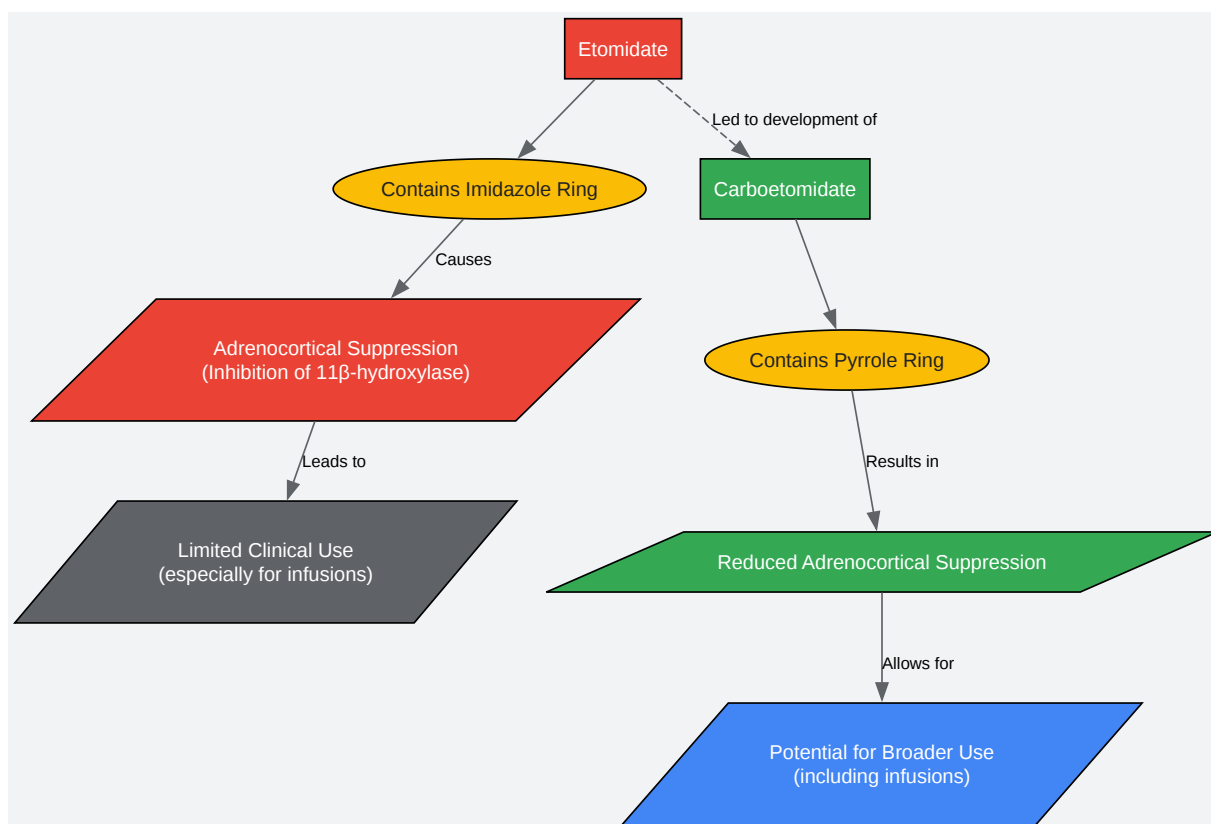 Etomidate
Led to development of
Contains Imidazole Ring
Carboetomidate
Causes
Adrenocortical Suppression
(Inhibition of 11β-hydroxylase)
Contains Pyrrole Ring
Leads to
Results in
Limited Clinical Use
(especially for infusions)
Reduced Adrenocortical Suppression
Allows for
Potential for Broader Use
(including infusions)